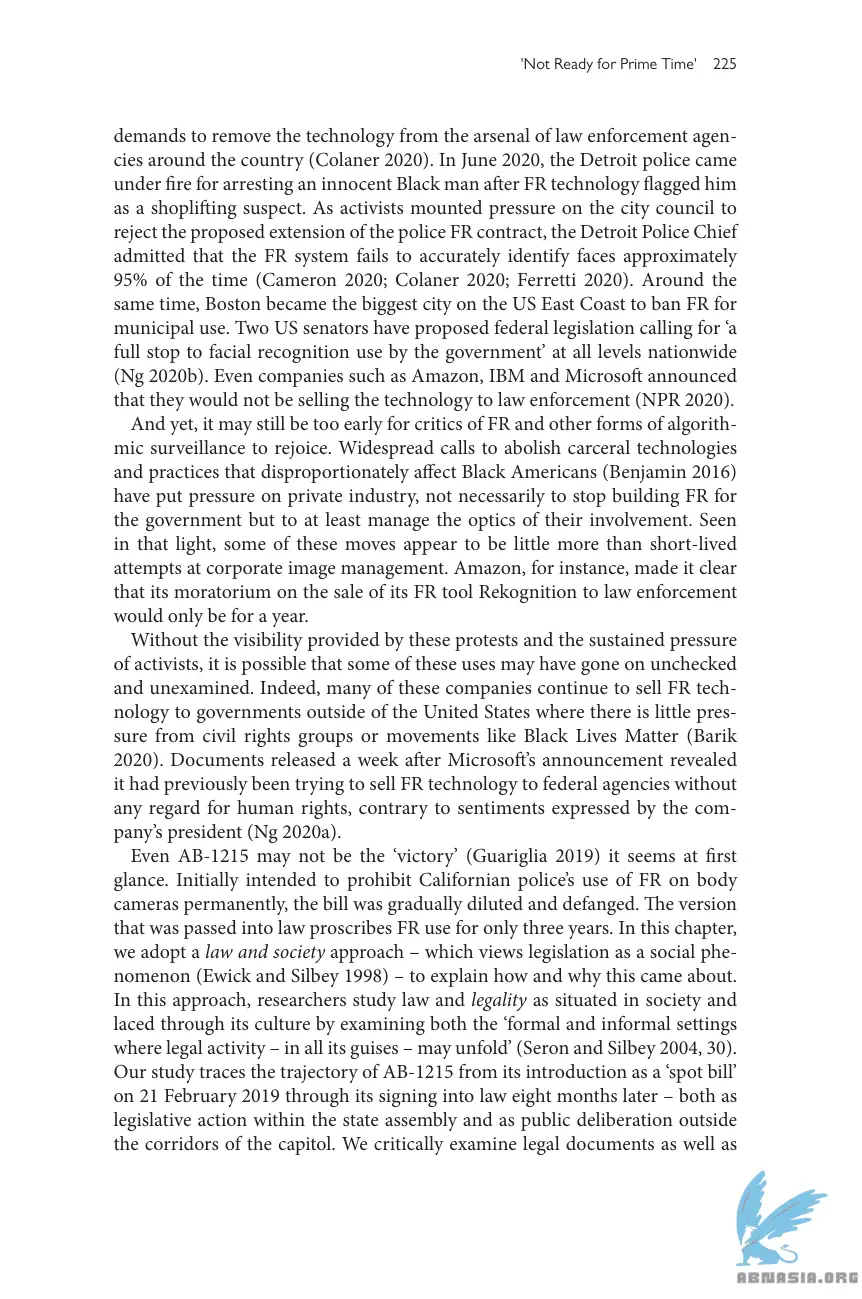 'Not Ready for Prime Time' 225
demands to remove the technology from the arsenal of law enforcement agen-
cies around the country (Colaner 2020). In June 2020, the Detroit police came
under fire for arresting an innocent Black man after FR technology flagged him
as a shoplifting suspect. As activists mounted pressure on the city council to
reject the proposed extension of the police FR contract, the Detroit Police Chief
admitted that the FR system fails to accurately identify faces approximately
95% of the time (Cameron 2020; Colaner 2020; Ferretti 2020). Around the
same time, Boston became the biggest city on the US East Coast to ban FR for
municipal use. Two US senators have proposed federal legislation calling for ‘a
full stop to facial recognition use by the government’ at all levels nationwide
(Ng 2020b). Even companies such as Amazon, IBM and Microsoft announced
that they would not be selling the technology to law enforcement (NPR 2020).
And yet, it may still be too early for critics of FR and other forms of algorith-
mic surveillance to rejoice. Widespread calls to abolish carceral technologies
and practices that disproportionately affect Black Americans (Benjamin 2016)
have put pressure on private industry, not necessarily to stop building FR for
the government but to at least manage the optics of their involvement. Seen
in that light, some of these moves appear to be little more than short-lived
attempts at corporate image management. Amazon, for instance, made it clear
that its moratorium on the sale of its FR tool Rekognition to law enforcement
would only be for a year.
Without the visibility provided by these protests and the sustained pressure
of activists, it is possible that some of these uses may have gone on unchecked
and unexamined. Indeed, many of these companies continue to sell FR tech-
nology to governments outside of the United States where there is little pres-
sure from civil rights groups or movements like Black Lives Matter (Barik
2020). Documents released a week after Microsoft’s announcement revealed
it had previously been trying to sell FR technology to federal agencies without
any regard for human rights, contrary to sentiments expressed by the com-
pany’s president (Ng 2020a).
Even AB-1215 may not be the ‘victory’ (Guariglia 2019) it seems at first
glance. Initially intended to prohibit Californian police’s use of FR on body
cameras permanently, the bill was gradually diluted and defanged. The version
that was passed into law proscribes FR use for only three years. In this chapter,
we adopt a law and society approach – which views legislation as a social phe-
nomenon (Ewick and Silbey 1998) – to explain how and why this came about.
In this approach, researchers study law and legality as situated in society and
laced through its culture by examining both the ‘formal and informal settings
where legal activity – in all its guises – may unfold’ (Seron and Silbey 2004, 30).
Our study traces the trajectory of AB-1215 from its introduction as a ‘spot bill’
on 21 February 2019 through its signing into law eight months later – both as
legislative action within the state assembly and as public deliberation outside
the corridors of the capitol. We critically examine legal documents as well as
ABNASIA.ORG